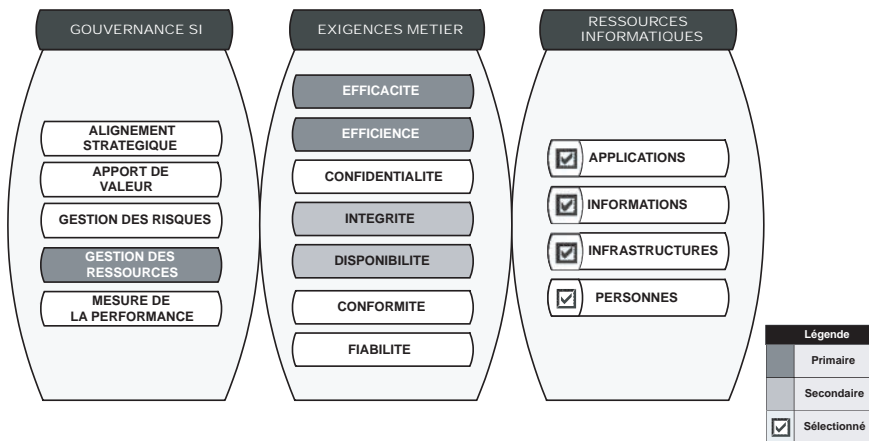 GOUVERNANCE SI
ALIGNEMENT
STRATEGIQUE
APPORT DE
VALEUR
GESTION DES RISQUES
GESTION DES
RESSOURCES
MESURE DE
LA PERFORMANCE
EXIGENCES METIER
EFFICACITE
EFFICIENCE
CONFIDENTIALITE
INTEGRITE
DISPONIBILITE
CONFORMITE
FIABILITE
RESSOURCES
INFORMATIQUES
APPLICATIONS
INFORMATIONS
INFRASTRUCTURES
PERSONNES
Légende
Primaire
Secondaire
Sélectionné